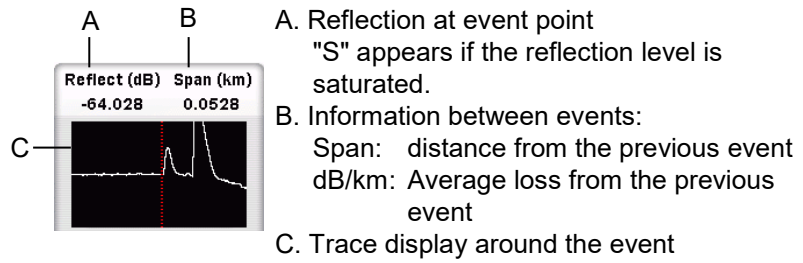 A
B
Reflect (dB) Span (km)
-64.028 0.0528
C
A. Reflection at event point
"S" appears if the reflection level is
saturated.
B. Information between events:
Span: distance from the previous event
dB/km: Average loss from the previous
event
C. Trace display around the event